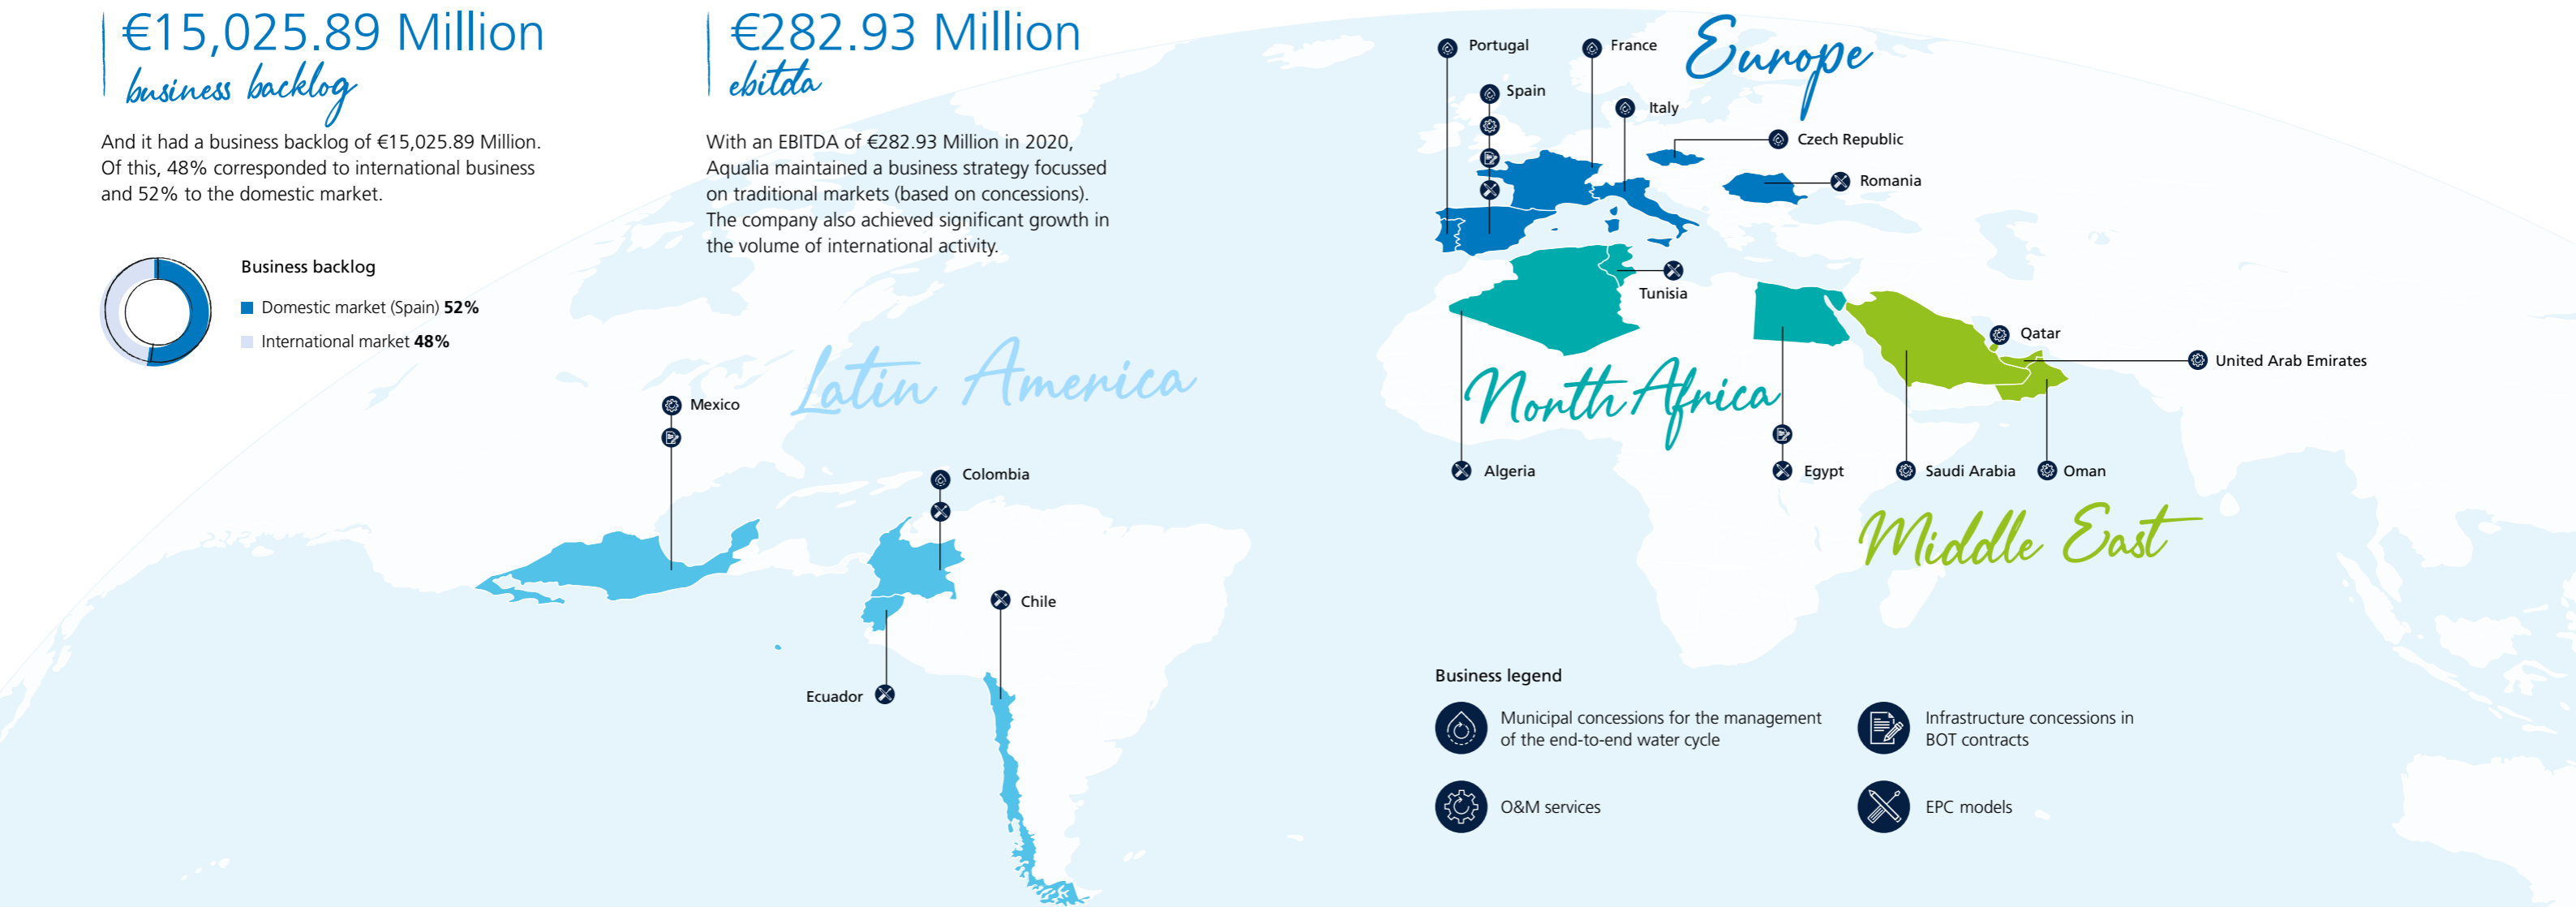 €15,025.89 Million
business backlog
And it had a business backlog of €15,025.89 Million.
Of this, 48% corresponded to international business
and 52% to the domestic market.
Business backlog
Domestic market (Spain) 52%
International market 48%
€282.93 Million
ebitda
With an EBITDA of €282.93 Million in 2020,
Aqualia maintained a business strategy focussed
on traditional markets (based on concessions).
The company also achieved significant growth in
the volume of international activity.
Latin America
Mexico
Colombia
Chile
Ecuador
Europe
Portugal
France
Spain
Italy
Czech Republic
Romania
North Africa
Tunisia
Algeria
Egypt
Middle East
Qatar
United Arab Emirates
Saudi Arabia
Oman
Business legend
Municipal concessions for the management
of the end-to-end water cycle
Infrastructure concessions in
BOT contracts
O&M services
EPC models